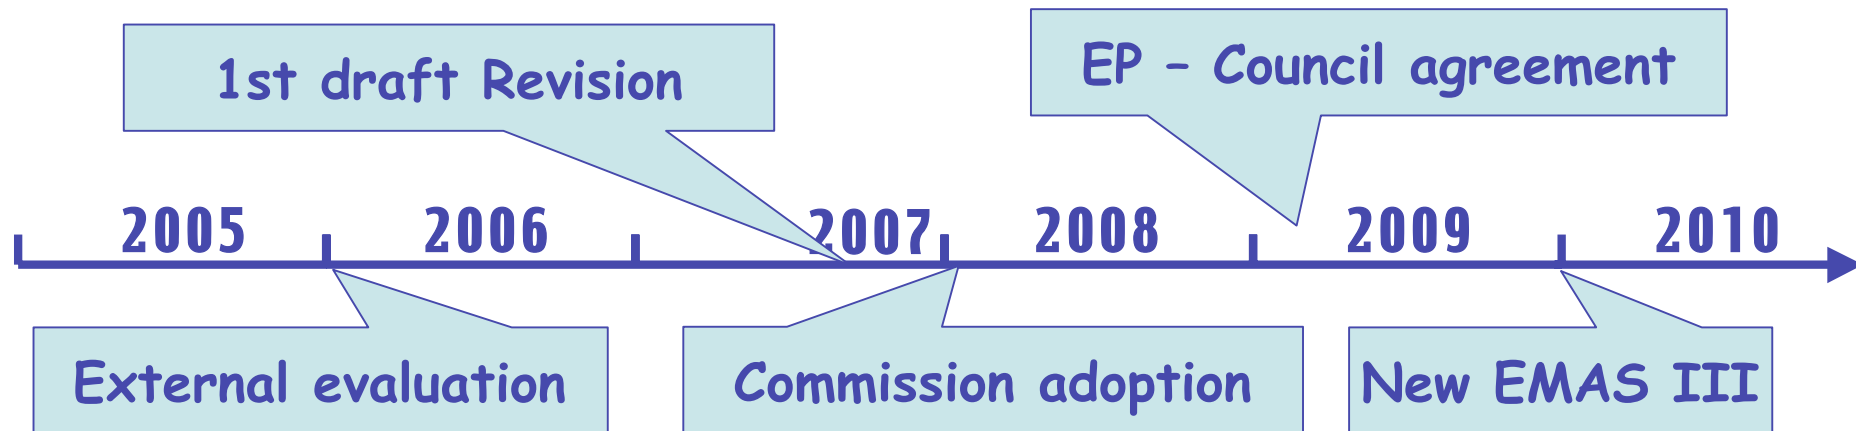 1st draft Revision
EP – Council agreement
2005 2006 2007 2008 2009 2010
External evaluation
Commission adoption
New EMAS III